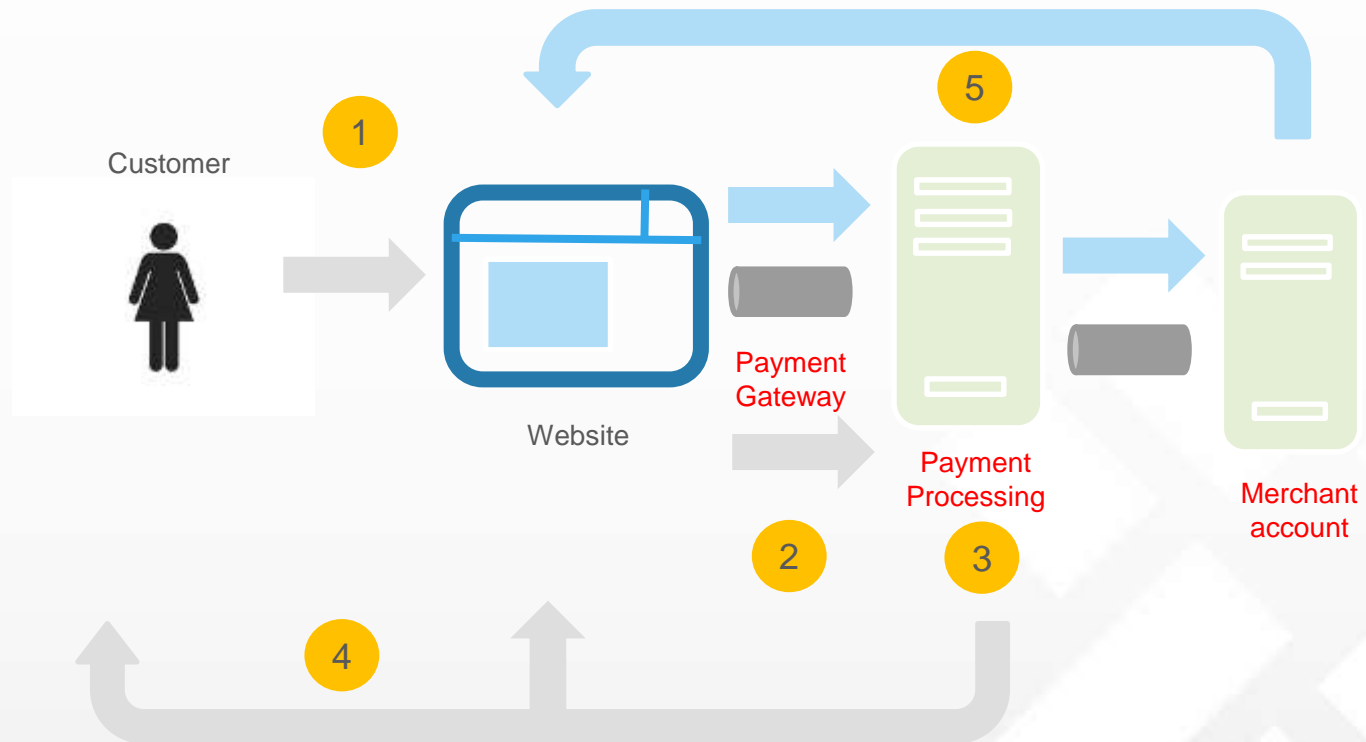 5
1
Customer
Payment
Gateway
Website
Payment
Processing
Merchant
account
2
3
4